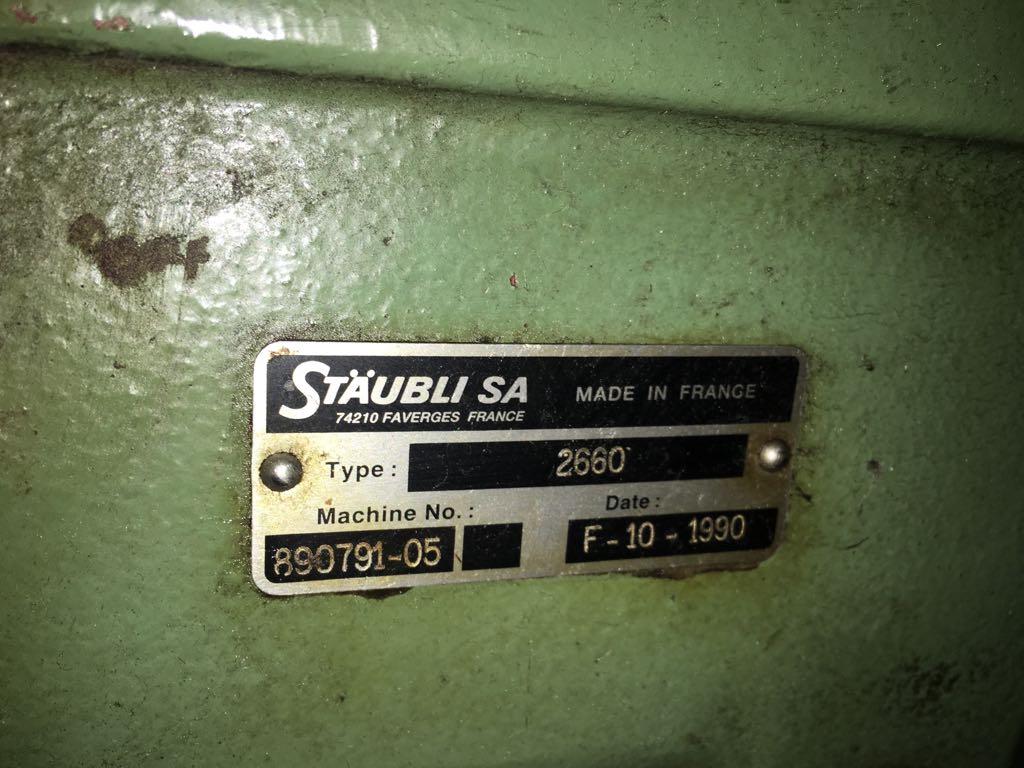 STÄUBLI SA MADE IN FRANCE
74210 FAVERGES FRANCE
Type : 2660
Machine No. : Date :
890791-05 F-10-1990